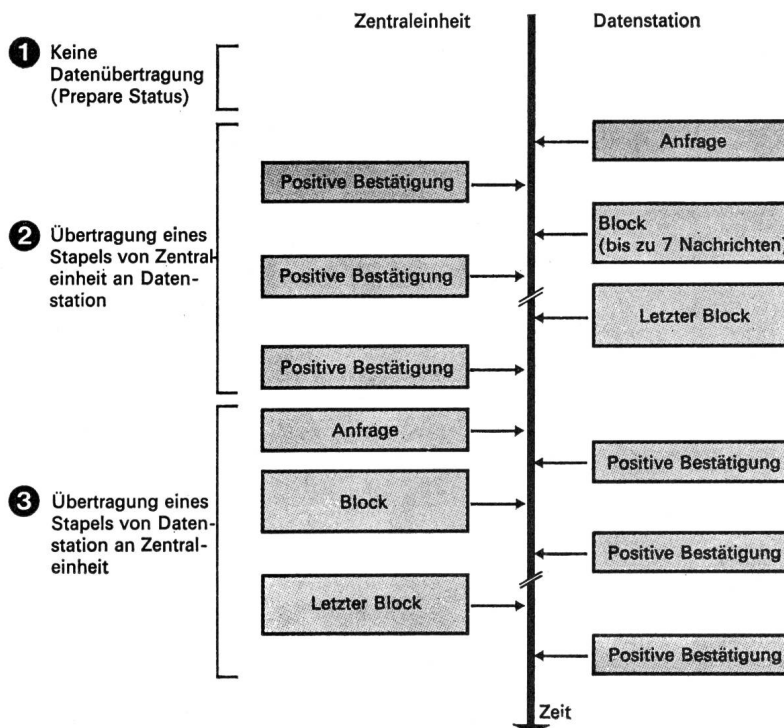 Zentraleinheit
Datenstation
1 Keine
Datenübertragung
(Prepare Status)
Anfrage
Positive Bestätigung
Block
(bis zu 7 Nachrichten)
2 Übertragung eines
Stapels von Zentral-
einheit an Daten-
station
Positive Bestätigung
Letzter Block
Positive Bestätigung
Anfrage
Positive Bestätigung
Block
3 Übertragung eines
Stapels von Daten-
station an Zentral-
einheit
Positive Bestätigung
Letzter Block
Positive Bestätigung
Zeit